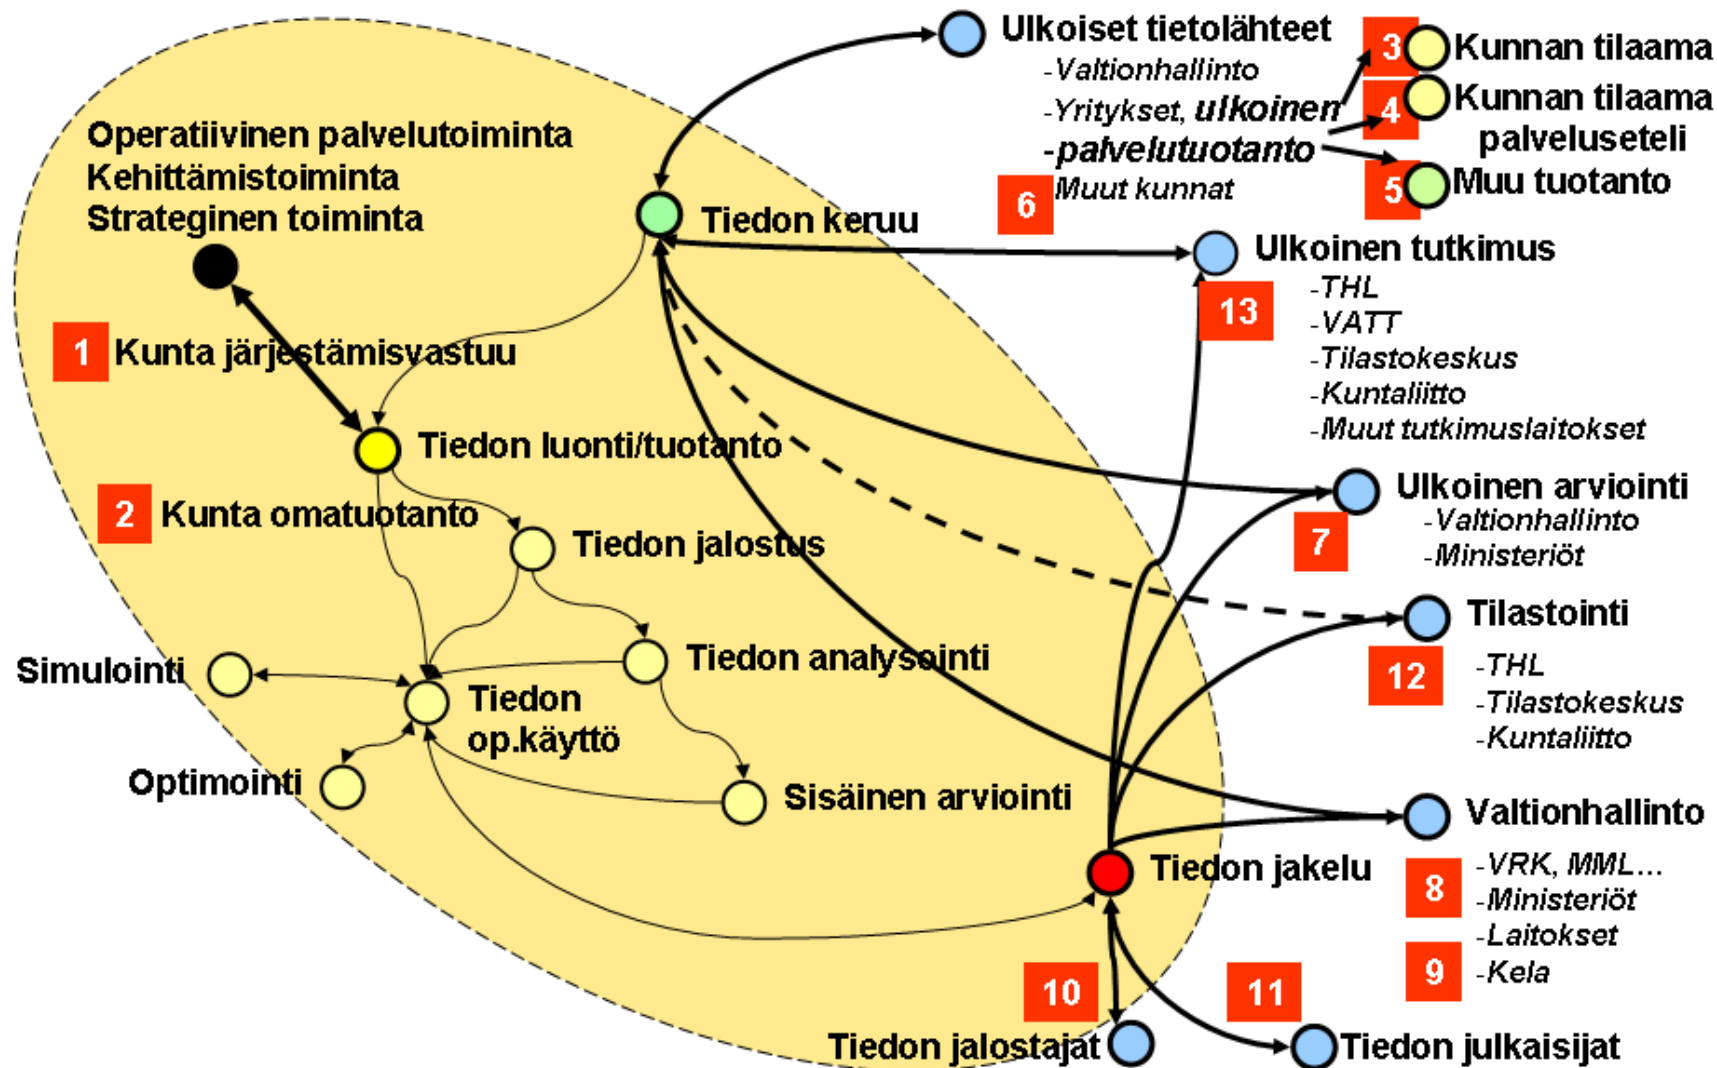 Ulkoiset tietolähteet
-Valtionhallinto
-Yritykset, ulkoinen
-palvelutuotanto
-Muut kunnat
6
3
Kunnan tilaama
4
Kunnan tilaama
palveluseteli
5
Muu tuotanto
Operatiivinen palvelutoiminta
Kehittämistoiminta
Strateginen toiminta
Tiedon keruu
Ulkoinen tutkimus
13
-THL
-VATT
-Tilastokeskus
-Kuntaliitto
-Muut tutkimuslaitokset
1
Kunta järjestämisvastuu
Tiedon luonti/tuotanto
2
Kunta omatuotanto
Tiedon jalostus
Ulkoinen arviointi
7
-Valtionhallinto
-Ministeriöt
Tilastointi
12
-THL
-Tilastokeskus
-Kuntaliitto
Simulointi
Tiedon analysointi
Tiedon
op.käyttö
Optimointi
Sisäinen arviointi
Valtionhallinto
8
-VRK, MML...
-Ministeriöt
-Laitokset
9
-Kela
Tiedon jakelu
10
11
Tiedon jalostajat
Tiedon julkaisijat